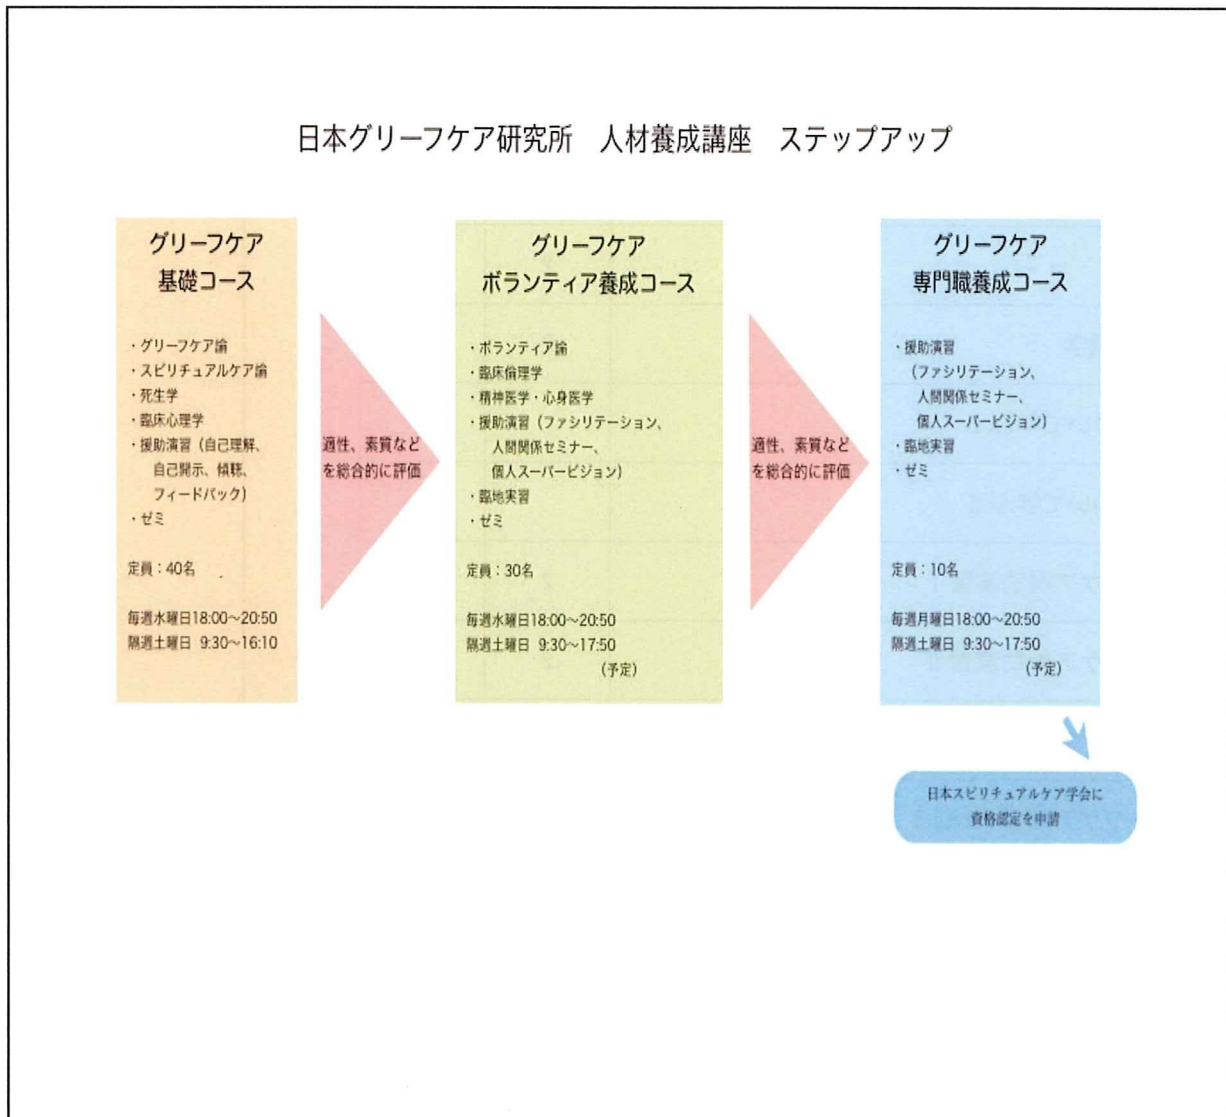 日本グリーフケア研究所　人材養成講座　ステップアップ
グリーフケア
基礎コース
・グリーフケア論
・スピリチュアルケア論
・死生学
・臨床心理学
・援助演習（自己理解、
自己開示、傾聴、
フィードバック）
・ゼミ
定員：40名
毎週水曜日18:00～20:50
隔週土曜日 9:30～16:10
適性、素質など
を総合的に評価
グリーフケア
ボランティア養成コース
・ボランティア論
・臨床倫理学
・精神医学・心身医学
・援助演習（ファシリテーション、
人間関係セミナー、
個人スーパービジョン）
・臨地実習
・ゼミ
定員：30名
毎週水曜日18:00～20:50
隔週土曜日 9:30～17:50
（予定）
適性、素質など
を総合的に評価
グリーフケア
専門職養成コース
・援助演習
（ファシリテーション、
人間関係セミナー、
個人スーパービジョン）
・臨地実習
・ゼミ
定員：10名
毎週月曜日18:00～20:50
隔週土曜日 9:30～17:50
（予定）
日本スピリチュアルケア学会に
資格認定を申請